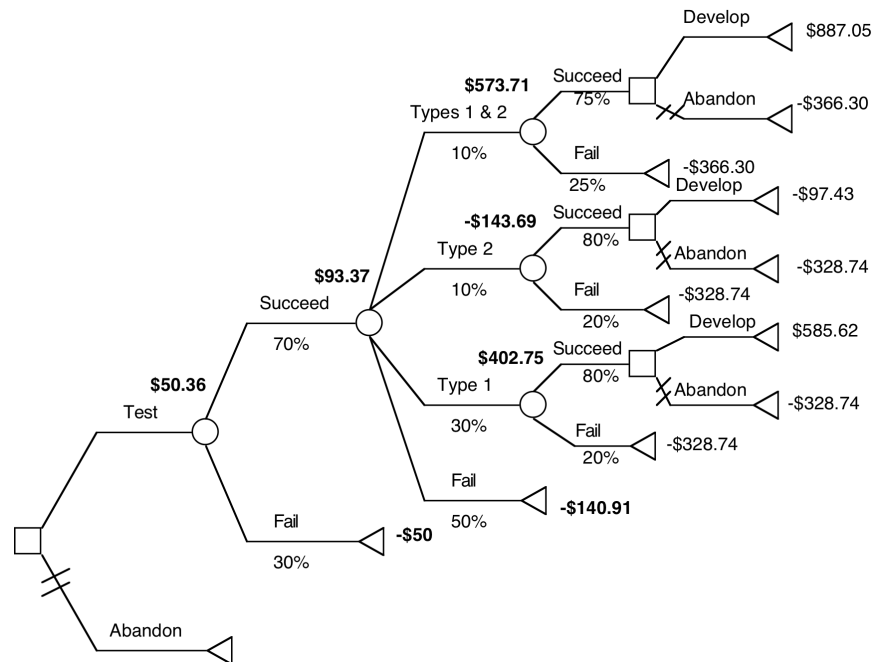 Develop
$887.05
Succeed
$573.71
75%
Abandon
-$366.30
Types 1 & 2
10%
Fail
-$366.30
25%
Develop
-$97.43
Succeed
-$143.69
80%
Type 2
Abandon
-$328.74
10%
$93.37
Fail
-$328.74
20%
Succeed
70%
Develop
$585.62
Succeed
$402.75
80%
Type 1
Abandon
-$328.74
30%
$50.36
Test
Fail
-$328.74
20%
Fail
-$140.91
50%
Fail
-$50
30%
Abandon